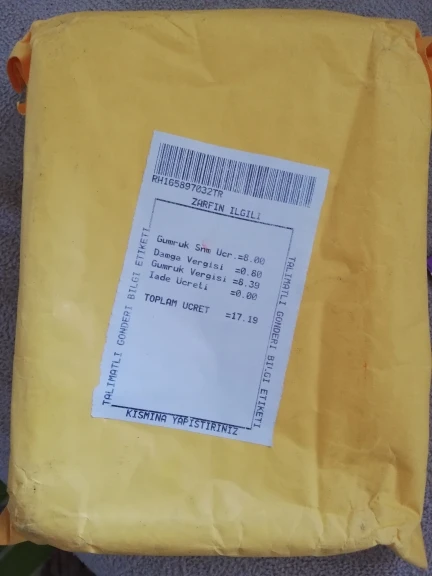 RH165897032TR
ZARFIN ILGILI
Gumruk Snm Ucr.=8.00
Damga Vergisi =0.80
Gumruk Vergisi =8.39
Iade Ucreti =0.00
TOPLAM UCRET =17.19
TALIMATLI GONDERI BILGI ETIKETI
TALIMATLI GONDERI BILGI ETIKETI
KISMINA YAPISTIRINIZ